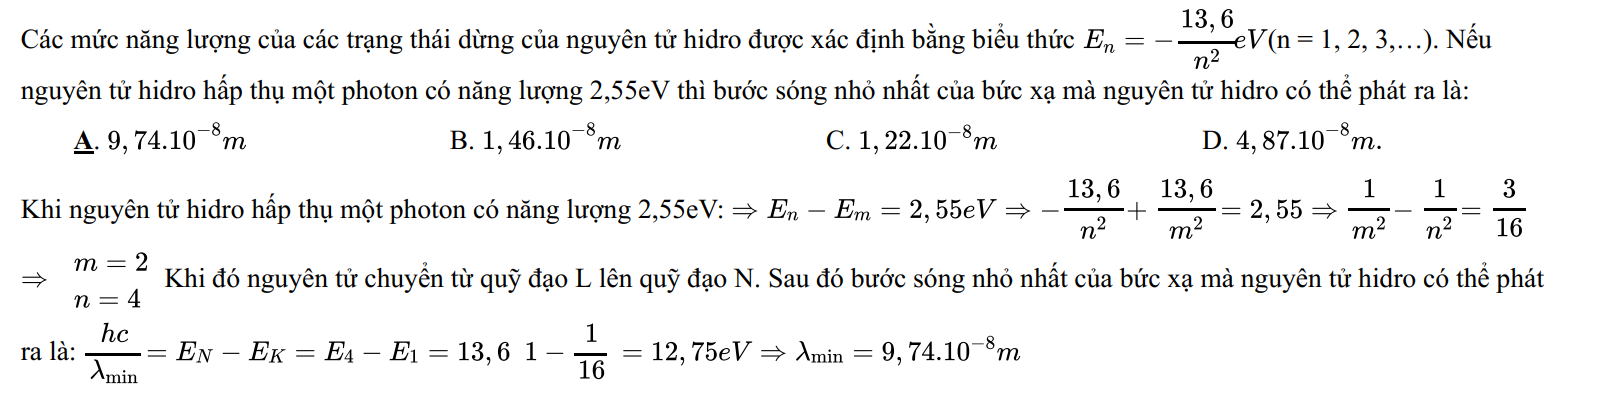 Các mức năng lượng của các trạng thái dừng của nguyên tử hidro được xác định bằng biểu thức $E_n = -\dfrac{13,6}{n^2}eV$(n = 1, 2, 3,…). Nếu
nguyên tử hidro hấp thụ một photon có năng lượng 2,55eV thì bước sóng nhỏ nhất của bức xạ mà nguyên tử hidro có thể phát ra là:
A. $9,74.10^{-8}m$ B. $1,46.10^{-8}m$ C. $1,22.10^{-8}m$ D. $4,87.10^{-8}m.$
Khi nguyên tử hidro hấp thụ một photon có năng lượng 2,55eV: $\Rightarrow E_n - E_m = 2,55eV \Rightarrow -\dfrac{13,6}{n^2} + \dfrac{13,6}{m^2} = 2,55 \Rightarrow \dfrac{1}{m^2} - \dfrac{1}{n^2} = \dfrac{3}{16}$
$\Rightarrow \begin{matrix} m = 2 \\ n = 4 \end{matrix}$ Khi đó nguyên tử chuyển từ quỹ đạo L lên quỹ đạo N. Sau đó bước sóng nhỏ nhất của bức xạ mà nguyên tử hidro có thể phát
ra là: $\dfrac{hc}{\lambda_{\min}} = E_N - E_K = E_4 - E_1 = 13,6 \; 1 - \dfrac{1}{16} \; = 12,75eV \Rightarrow \lambda_{\min} = 9,74.10^{-8}m$